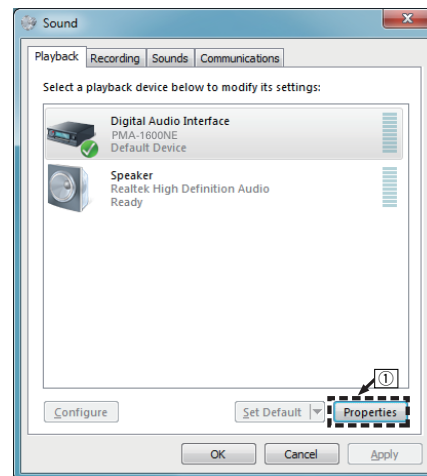 Sound
Playback Recording Sounds Communications
Select a playback device below to modify its settings:
Digital Audio Interface
PMA-1600NE
Default Device
Speaker
Realtek High Definition Audio
Ready
①
Configure Set Default Properties
OK Cancel Apply